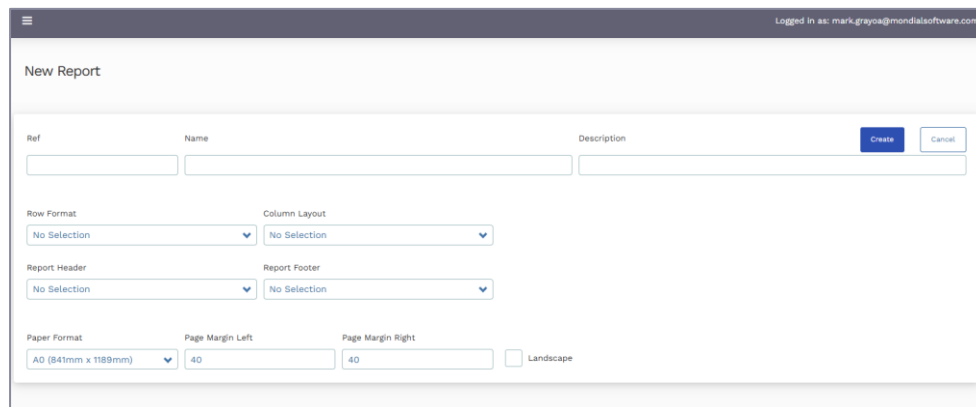 Logged in as: mark.grayoa@mondialsoftware.com
New Report
Ref Name Description Create Cancel
Row Format Column Layout
No Selection No Selection
Report Header Report Footer
No Selection No Selection
Paper Format Page Margin Left Page Margin Right
A0 (841mm x 1189mm) 40 40 Landscape